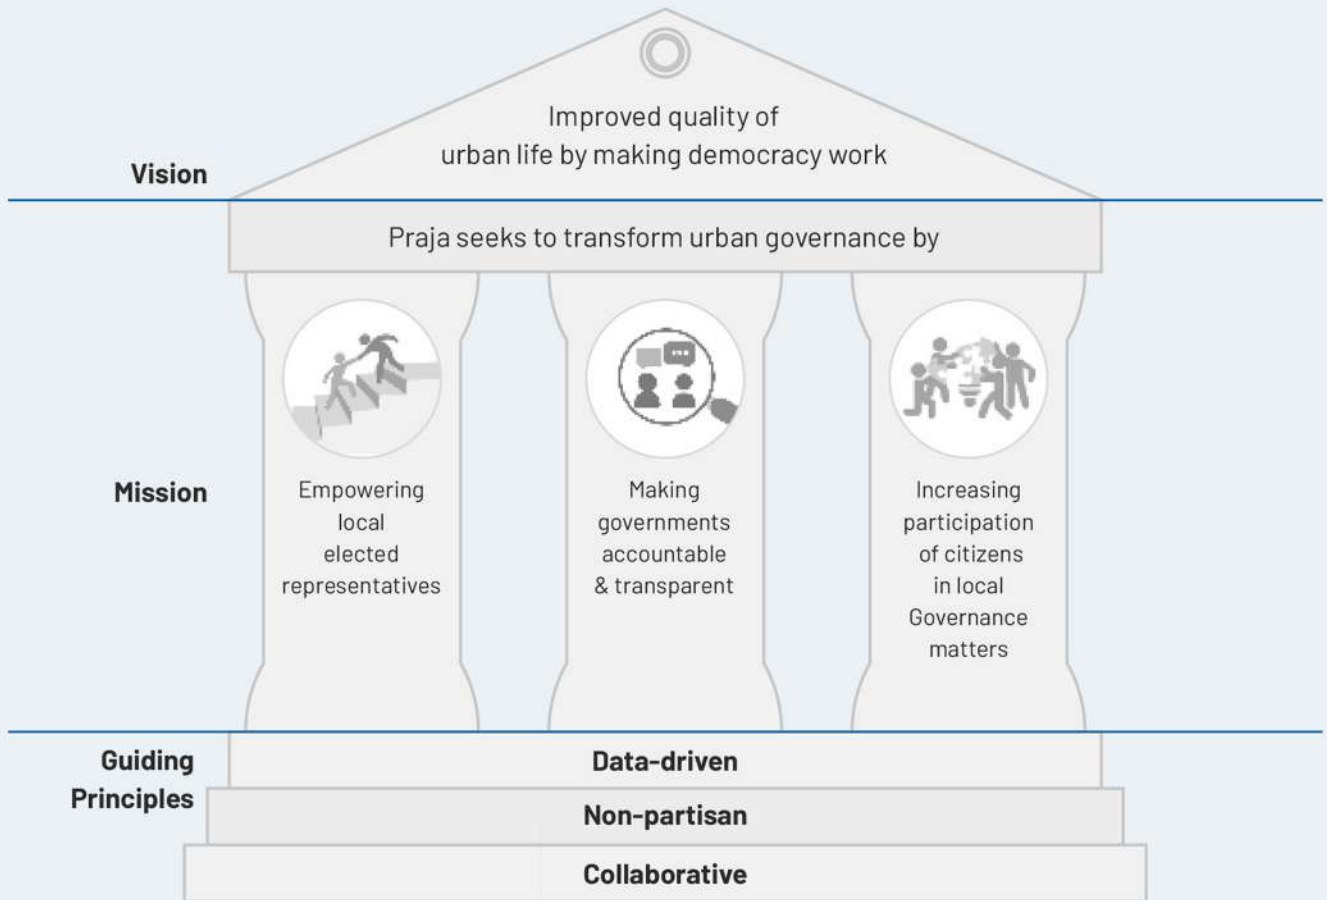 Improved quality of
urban life by making democracy work
Vision
Praja seeks to transform urban governance by
Mission
Empowering
local
elected
representatives
Making
governments
accountable
& transparent
Increasing
participation
of citizens
in local
Governance
matters
Guiding
Principles
Data-driven
Non-partisan
Collaborative